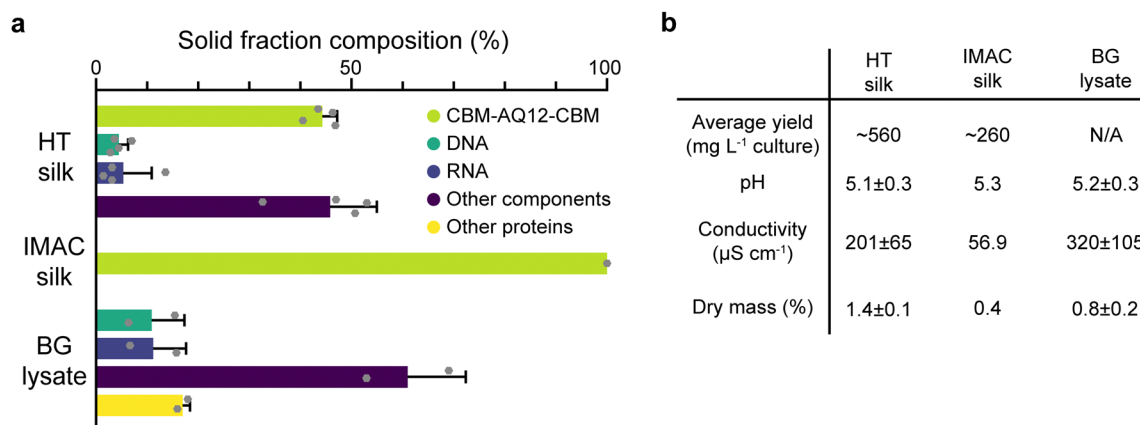 a
Solid fraction composition (%)
0
50
100
HT
silk
IMAC
silk
BG
lysate
CBM-AQ12-CBM
DNA
RNA
Other components
Other proteins
b
HT
silk
IMAC
silk
BG
lysate
Average yield
(mg L⁻¹ culture)
~560
~260
N/A
pH
5.1±0.3
5.3
5.2±0.3
Conductivity
(µS cm⁻¹)
201±65
56.9
320±105
Dry mass (%)
1.4±0.1
0.4
0.8±0.2